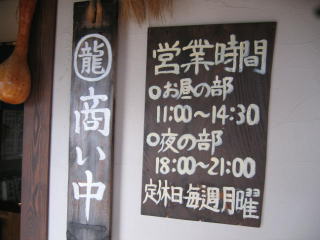 龍
商い中
営業時間
○お昼の部
11:00～14:30
○夜の部
18:00～21:00
定休日毎週月曜